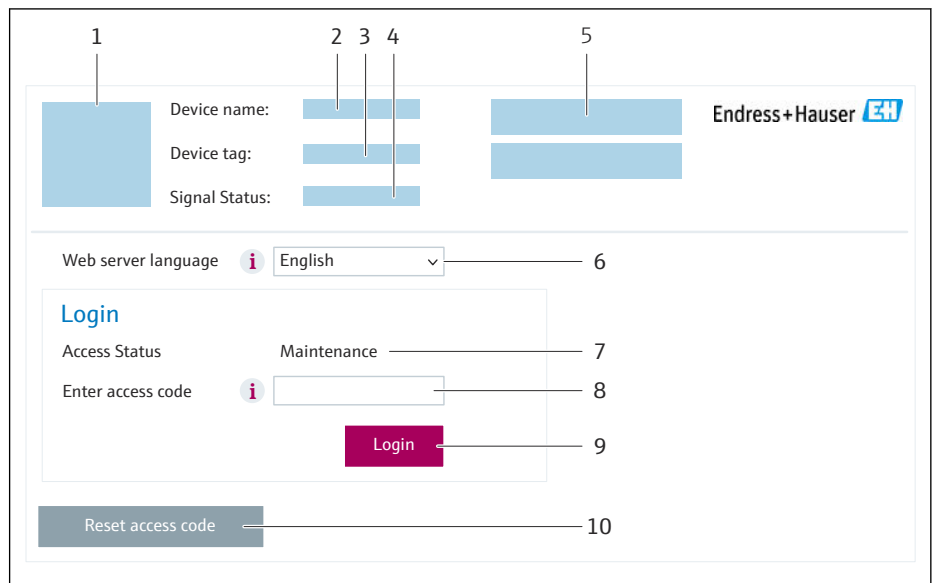 1 2 3 4 5
Device name:
Endress+Hauser EH
Device tag:
Signal Status:
Web server language i English 6
Login
Access Status Maintenance 7
Enter access code i 8
Login 9
Reset access code 10